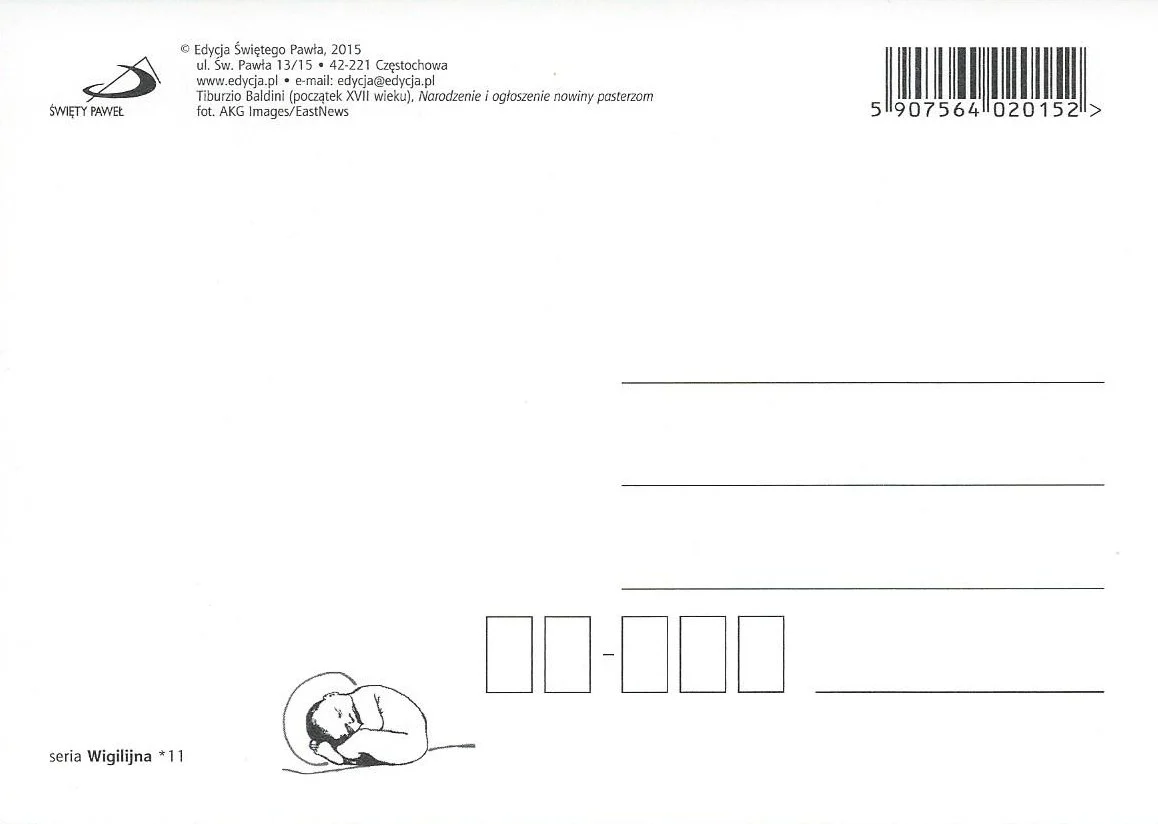 © Edycja Świętego Pawła, 2015
ul. Św. Pawła 13/15 • 42-221 Częstochowa
www.edycja.pl • e-mail: edycja@edycja.pl
Tiburzio Baldini (początek XVII wieku), Narodzenie i ogłoszenie nowiny pasterzom
fot. AKG Images/EastNews
ŚWIĘTY PAWEŁ
5 907564 020152 >
–
seria Wigilijna *11